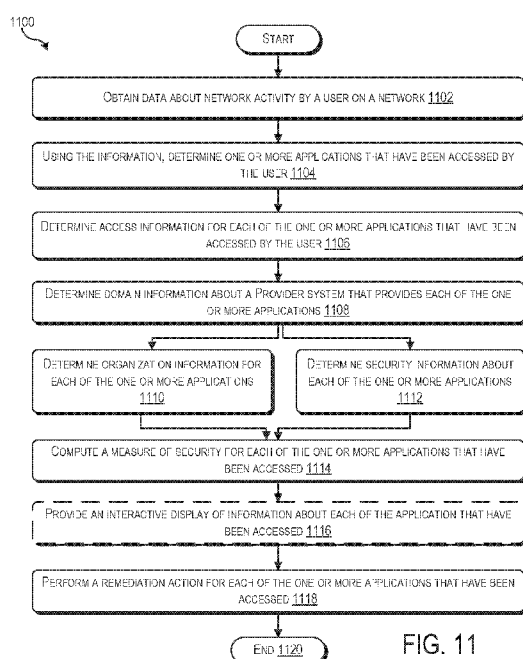 1100
START
OBTAIN DATA ABOUT NETWORK ACTIVITY BY A USER ON A NETWORK 1102
USING THE INFORMATION, DETERMINE ONE OR MORE APPLICATIONS THAT HAVE BEEN ACCESSED BY
THE USER 1104
DETERMINE ACCESS INFORMATION FOR EACH OF THE ONE OR MORE APPLICATIONS THAT HAVE BEEN
ACCESSED BY THE USER 1106
DETERMINE DOMAIN INFORMATION ABOUT A PROVIDER SYSTEM THAT PROVIDES EACH OF THE ONE
OR MORE APPLICATIONS 1108
DETERMINE ORGANIZATION INFORMATION FOR
EACH OF THE ONE OR MORE APPLICATIONS
1110
DETERMINE SECURITY INFORMATION ABOUT
EACH OF THE ONE OR MORE APPLICATIONS
1112
COMPUTE A MEASURE OF SECURITY FOR EACH OF THE ONE OR MORE APPLICATIONS THAT HAVE
BEEN ACCESSED 1114
PROVIDE AN INTERACTIVE DISPLAY OF INFORMATION ABOUT EACH OF THE APPLICATION THAT HAVE
BEEN ACCESSED 1116
PERFORM A REMEDIATION ACTION FOR EACH OF THE ONE OR MORE APPLICATIONS THAT HAVE BEEN
ACCESSED 1118
END 1120
FIG. 11